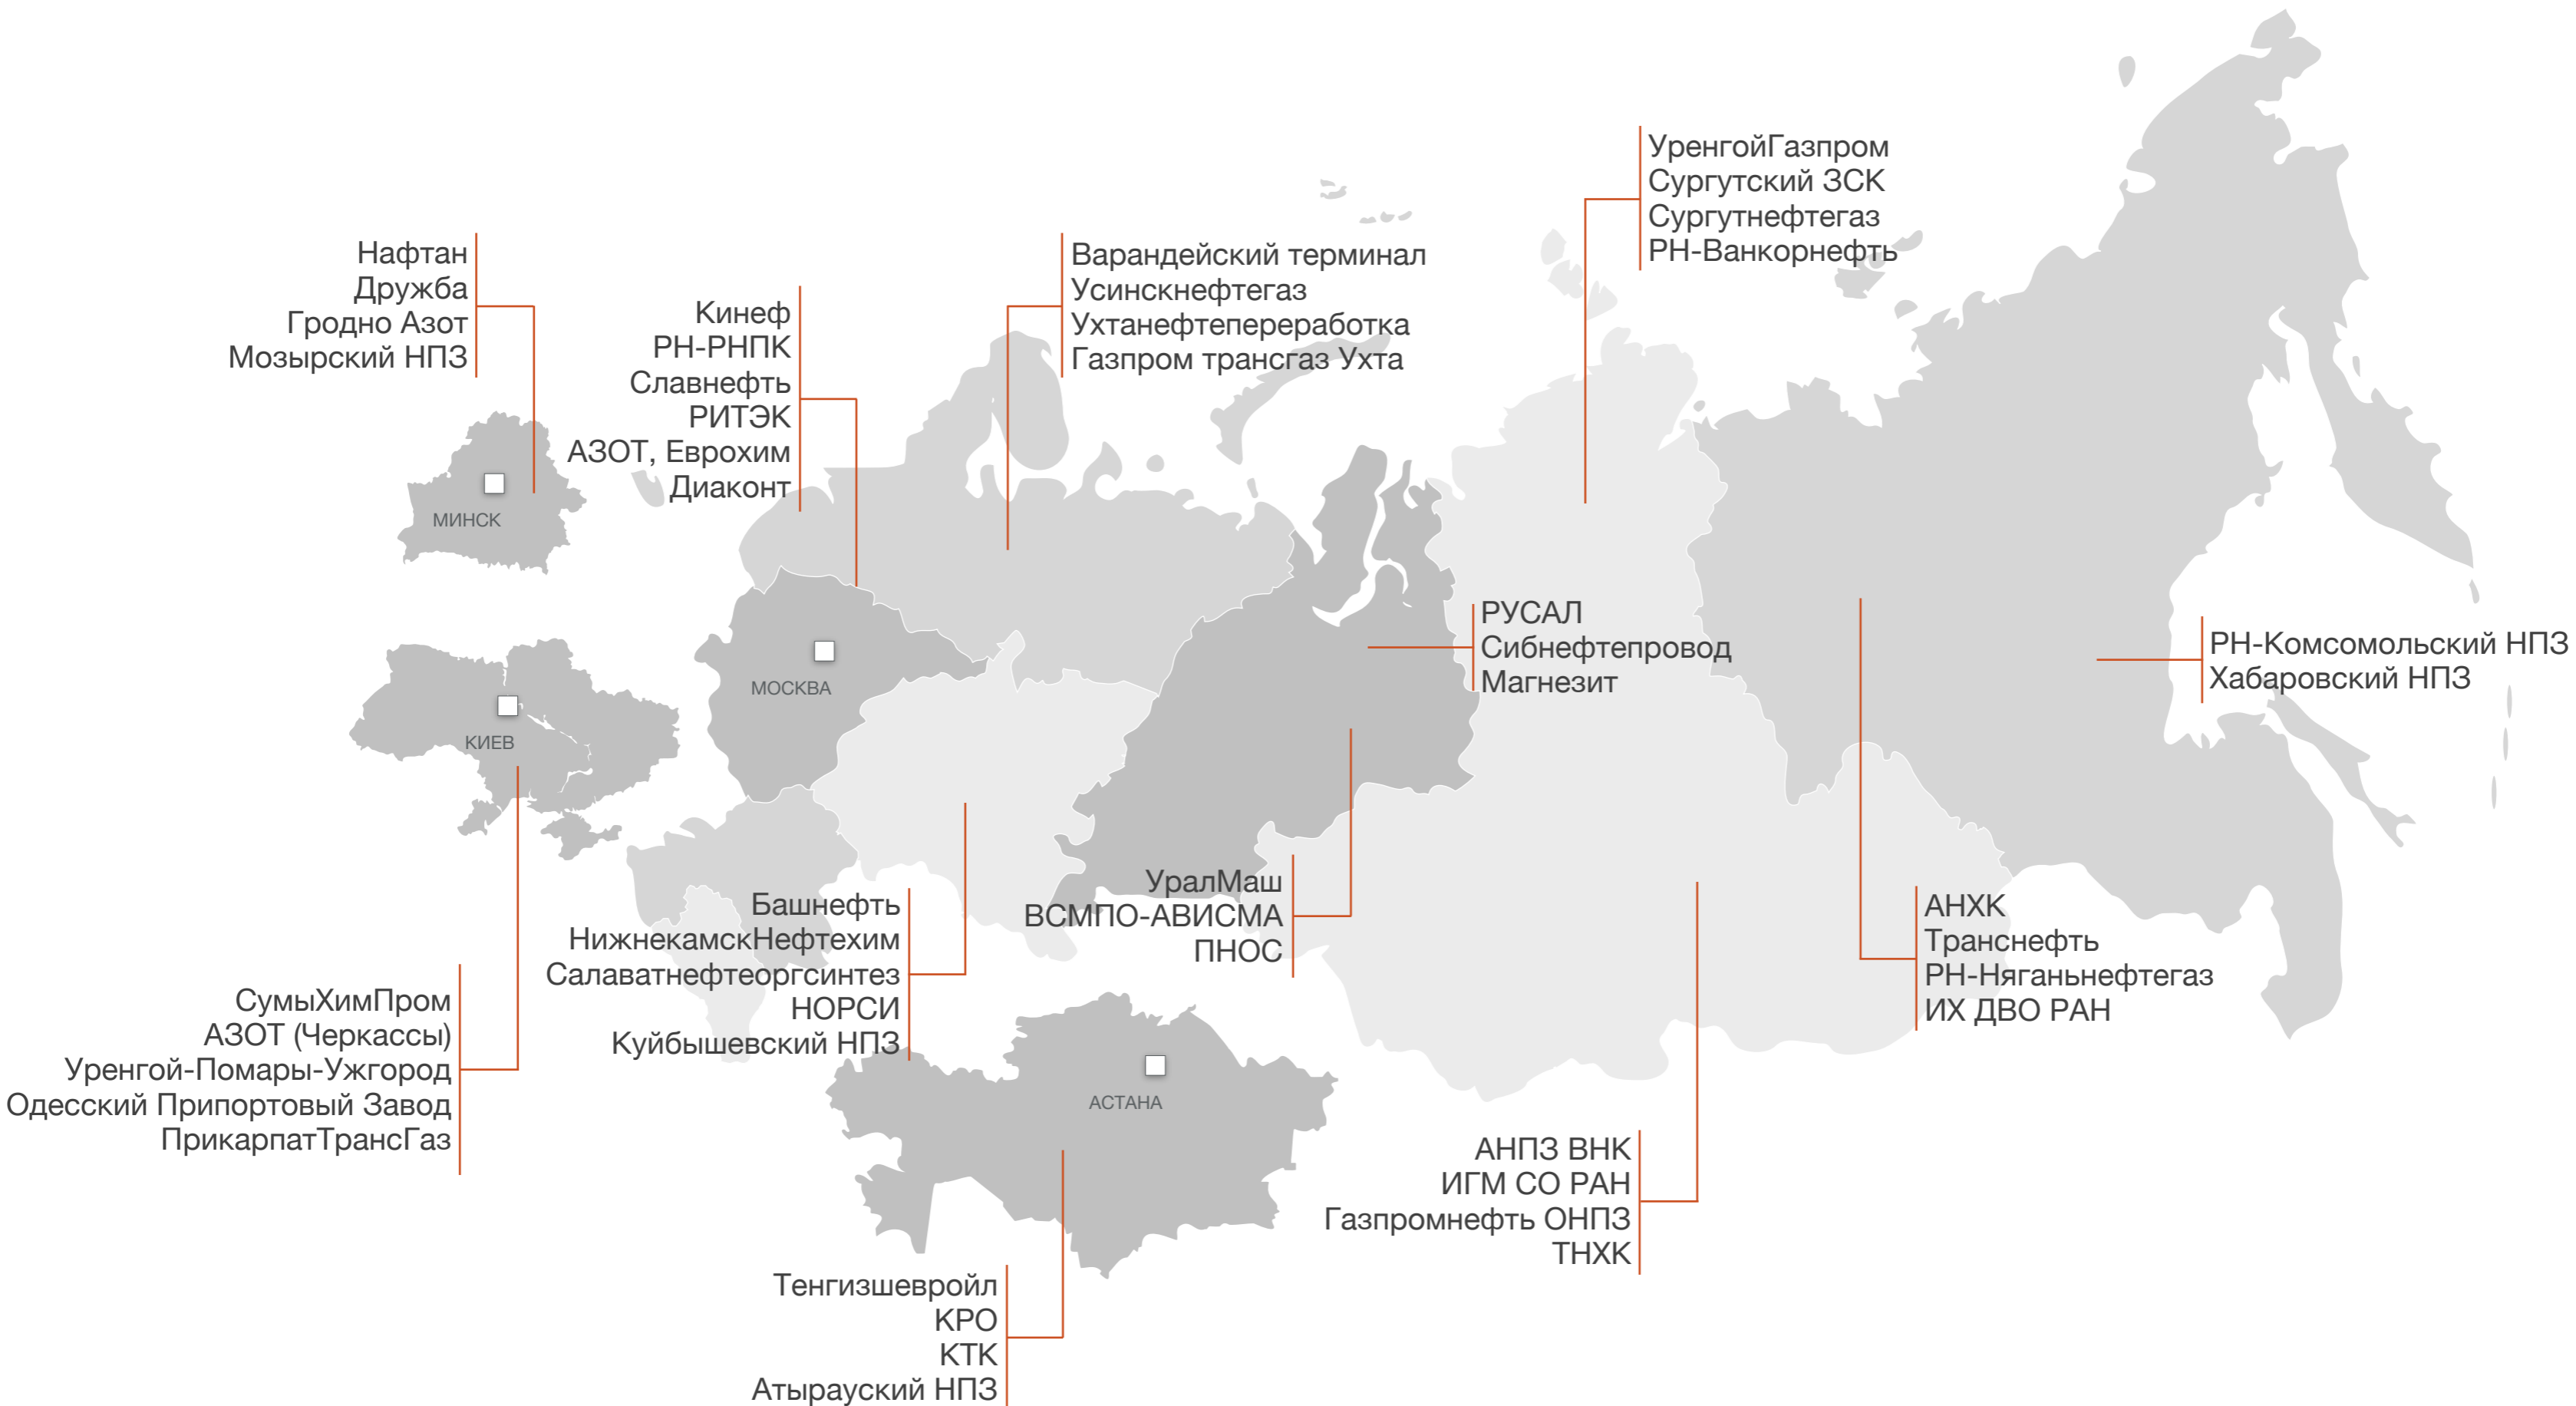 УренгойГазпром
Сургутский ЗСК
Сургутнефтегаз
РН-Ванкорнефть
Нафтан
Дружба
Гродно Азот
Мозырский НПЗ
Варандейский терминал
Усинскнефтегаз
Ухтанефтепереработка
Газпром трансгаз Ухта
Кинеф
РН-РНПК
Славнефть
РИТЭК
АЗОТ, Еврохим
Диаконт
МИНСК
РУСАЛ
Сибнефтепровод
Магнезит
РН-Комсомольский НПЗ
Хабаровский НПЗ
МОСКВА
КИЕВ
УралМаш
ВСМПО-АВИСМА
ПНОС
Башнефть
НижнекамскНефтехим
Салаватнефтеоргсинтез
НОРСИ
Куйбышевский НПЗ
АНХК
Транснефть
РН-Няганьнефтегаз
ИХ ДВО РАН
СумыХимПром
АЗОТ (Черкассы)
Уренгой-Помары-Ужгород
Одесский Припортовый Завод
ПрикарпатТрансГаз
АСТАНА
АНПЗ ВНК
ИГМ СО РАН
Газпромнефть ОНПЗ
ТНХК
Тенгизшевройл
КРО
КТК
Атырауский НПЗ